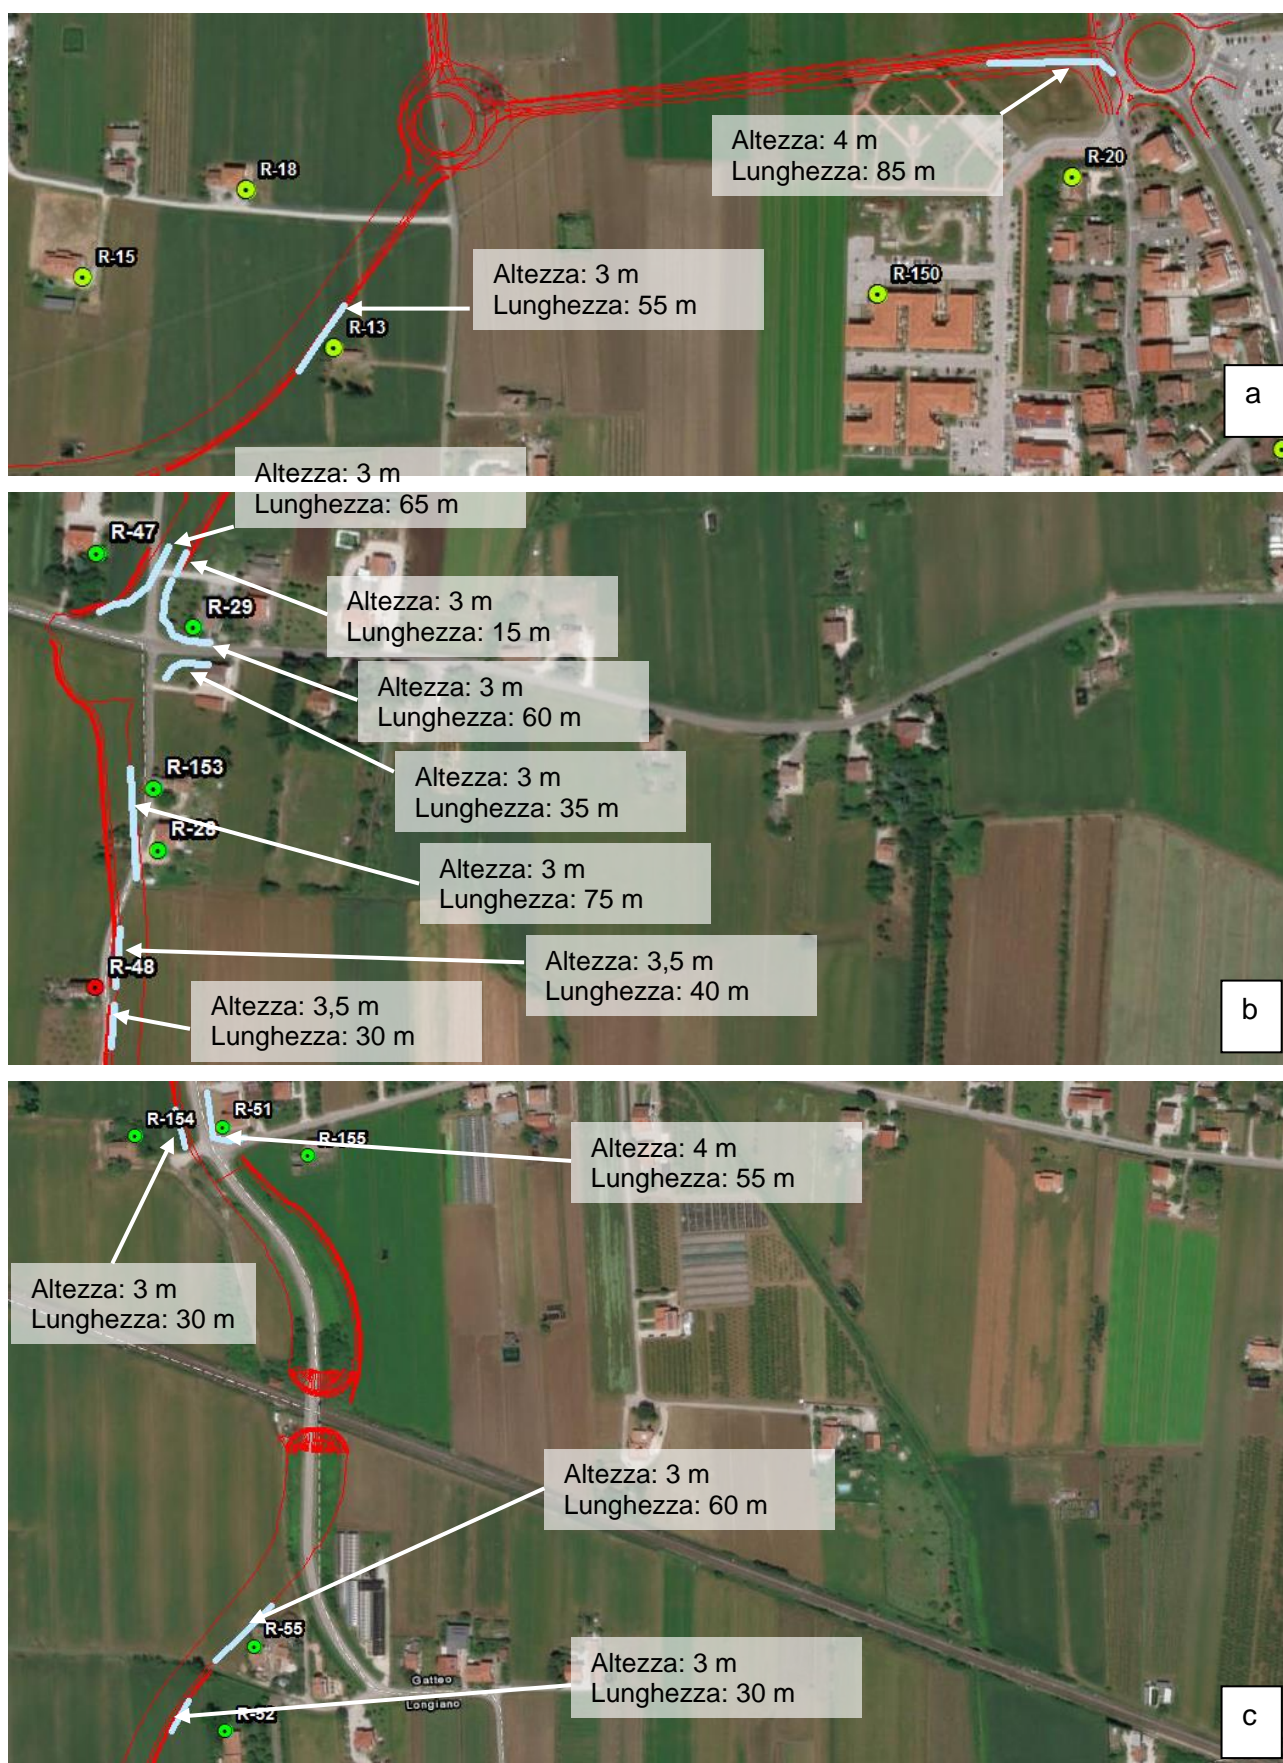 Altezza: 4 m
Lunghezza: 85 m
R-18
R-20
R-15
Altezza: 3 m
Lunghezza: 55 m
R-150
R-13
a
Altezza: 3 m
Lunghezza: 65 m
R-47
Altezza: 3 m
Lunghezza: 15 m
R-29
Altezza: 3 m
Lunghezza: 60 m
R-153
Altezza: 3 m
Lunghezza: 35 m
R-28
Altezza: 3 m
Lunghezza: 75 m
R-48
Altezza: 3,5 m
Lunghezza: 40 m
Altezza: 3,5 m
Lunghezza: 30 m
b
R-154
R-51
R-155
Altezza: 4 m
Lunghezza: 55 m
Altezza: 3 m
Lunghezza: 30 m
Altezza: 3 m
Lunghezza: 60 m
R-55
Altezza: 3 m
Lunghezza: 30 m
Gatteo
Longiano
R-52
c